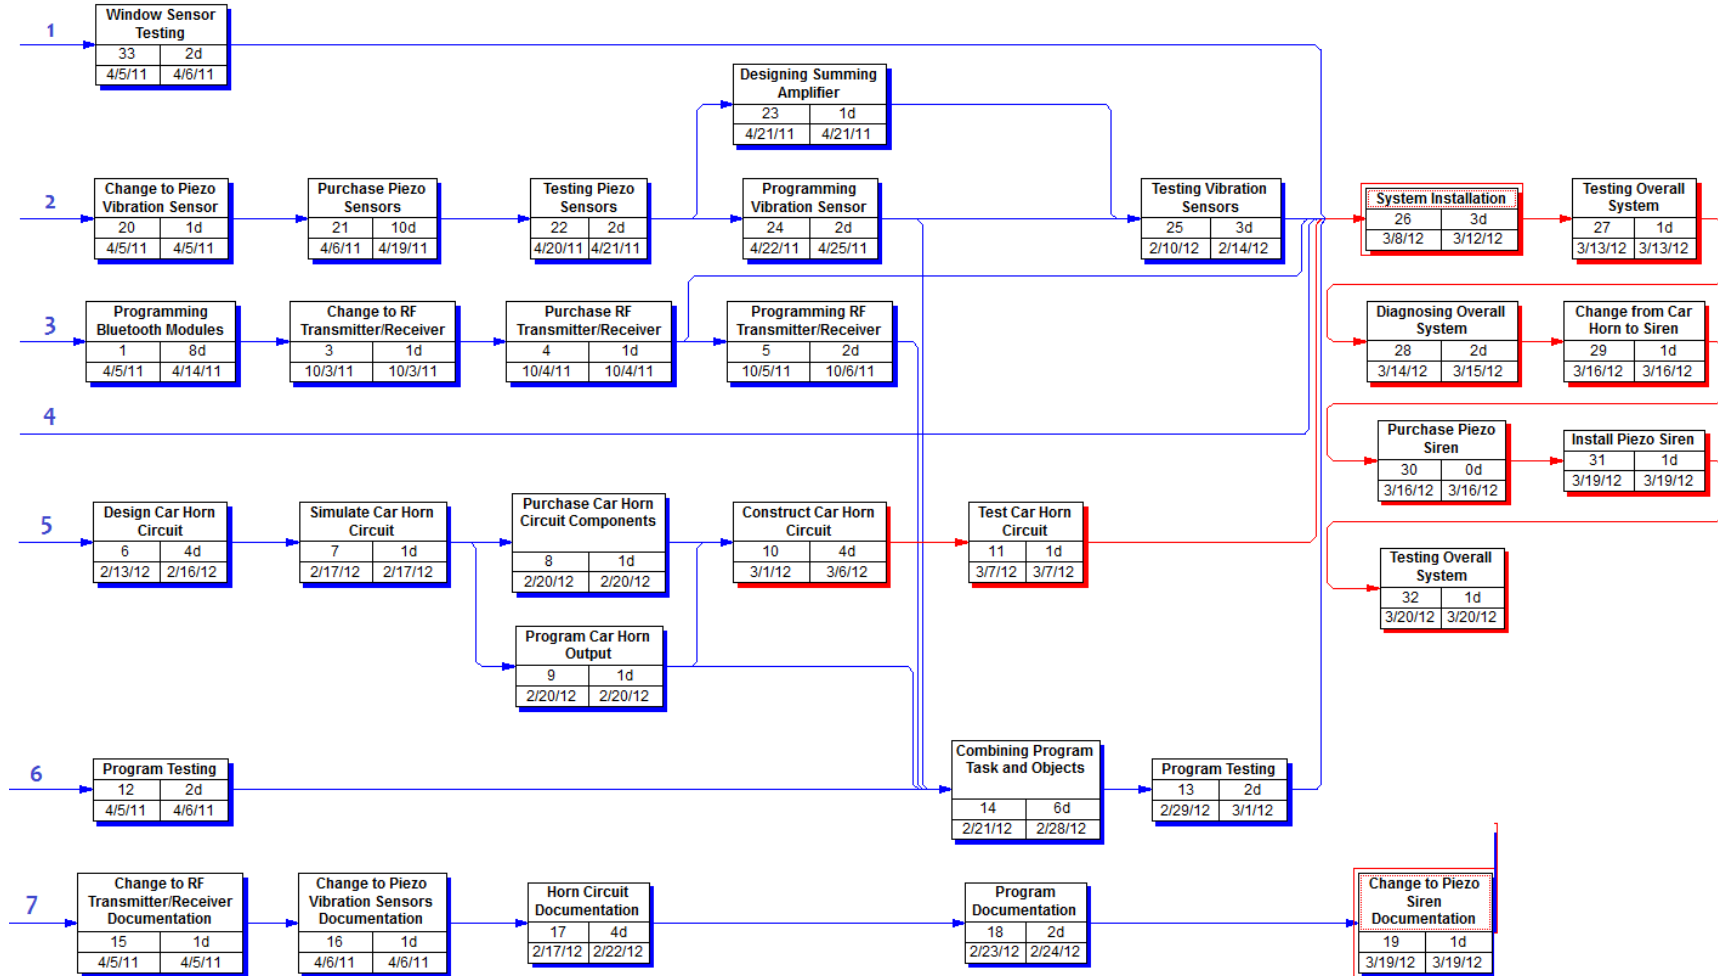 1
Window Sensor
Testing
33 2d
4/5/11 4/6/11
Designing Summing
Amplifier
23 1d
4/21/11 4/21/11
2
Change to Piezo
Vibration Sensor
20 1d
4/5/11 4/5/11
Purchase Piezo
Sensors
21 10d
4/6/11 4/19/11
Testing Piezo
Sensors
22 2d
4/20/11 4/21/11
Programming
Vibration Sensor
24 2d
4/22/11 4/25/11
Testing Vibration
Sensors
25 3d
2/10/12 2/14/12
System Installation
26 3d
3/8/12 3/12/12
Testing Overall
System
27 1d
3/13/12 3/13/12
3
Programming
Bluetooth Modules
1 8d
4/5/11 4/14/11
Change to RF
Transmitter/Receiver
3 1d
10/3/11 10/3/11
Purchase RF
Transmitter/Receiver
4 1d
10/4/11 10/4/11
Programming RF
Transmitter/Receiver
5 2d
10/5/11 10/6/11
Diagnosing Overall
System
28 2d
3/14/12 3/15/12
Change from Car
Horn to Siren
29 1d
3/16/12 3/16/12
4
Purchase Piezo
Siren
30 0d
3/16/12 3/16/12
Install Piezo Siren
31 1d
3/19/12 3/19/12
5
Design Car Horn
Circuit
6 4d
2/13/12 2/16/12
Simulate Car Horn
Circuit
7 1d
2/17/12 2/17/12
Purchase Car Horn
Circuit Components
8 1d
2/20/12 2/20/12
Construct Car Horn
Circuit
10 4d
3/1/12 3/6/12
Test Car Horn
Circuit
11 1d
3/7/12 3/7/12
Testing Overall
System
32 1d
3/20/12 3/20/12
Program Car Horn
Output
9 1d
2/20/12 2/20/12
6
Program Testing
12 2d
4/5/11 4/6/11
Combining Program
Task and Objects
14 6d
2/21/12 2/28/12
Program Testing
13 2d
2/29/12 3/1/12
7
Change to RF
Transmitter/Receiver
Documentation
15 1d
4/5/11 4/5/11
Change to Piezo
Vibration Sensors
Documentation
16 1d
4/6/11 4/6/11
Horn Circuit
Documentation
17 4d
2/17/12 2/22/12
Program
Documentation
18 2d
2/23/12 2/24/12
Change to Piezo
Siren
Documentation
19 1d
3/19/12 3/19/12